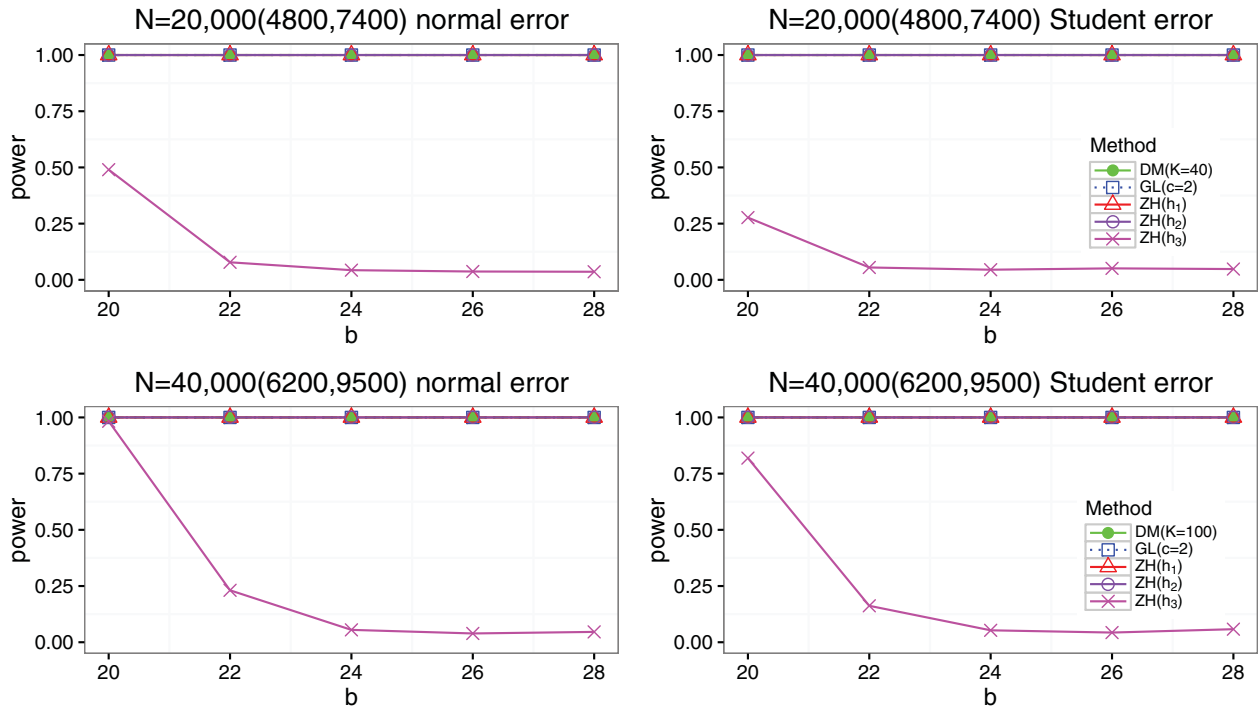 N=20,000(4800,7400) normal error
1.00
0.75
0.50
0.25
0.00
power
20 22 24 26 28
b
N=20,000(4800,7400) Student error
1.00
0.75
0.50
0.25
0.00
power
Method
DM(K=40)
GL(c=2)
ZH(h₁)
ZH(h₂)
ZH(h₃)
20 22 24 26 28
b
N=40,000(6200,9500) normal error
1.00
0.75
0.50
0.25
0.00
power
20 22 24 26 28
b
N=40,000(6200,9500) Student error
1.00
0.75
0.50
0.25
0.00
power
Method
DM(K=100)
GL(c=2)
ZH(h₁)
ZH(h₂)
ZH(h₃)
20 22 24 26 28
b